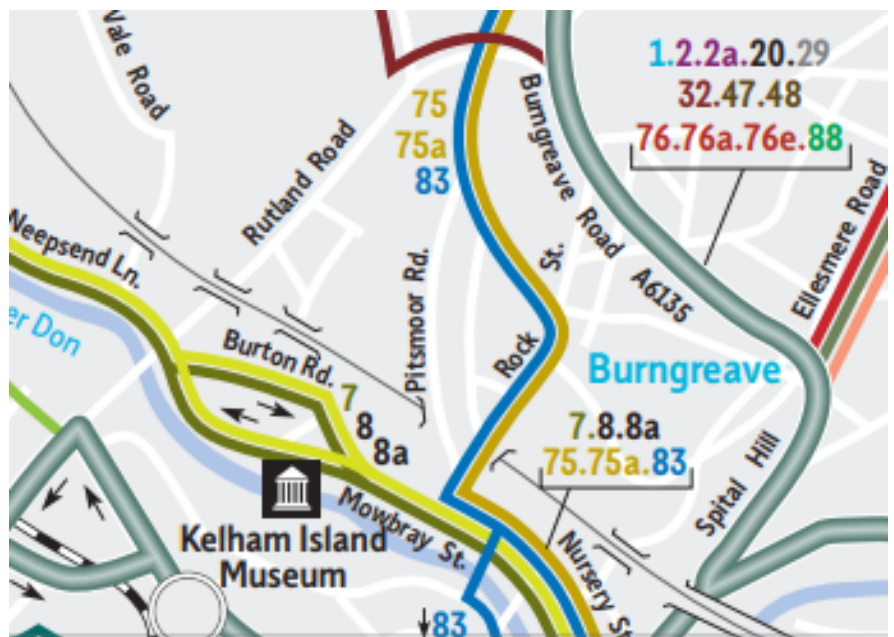 Vale Road
1.2.2a.20.29
32.47.48
76.76a.76e.88
75
75a
83
Burngreave Road A6135
Rutland Road
Ellesmere Road
Neepsend Ln.
er Don
Pitsmoor Rd.
Rock St.
Burton Rd.
Burngreave
7
8
8a
7.8.8a
75.75a.83
Spital Hill
Mowbray St.
Kelham Island
Museum
Nursery St
83